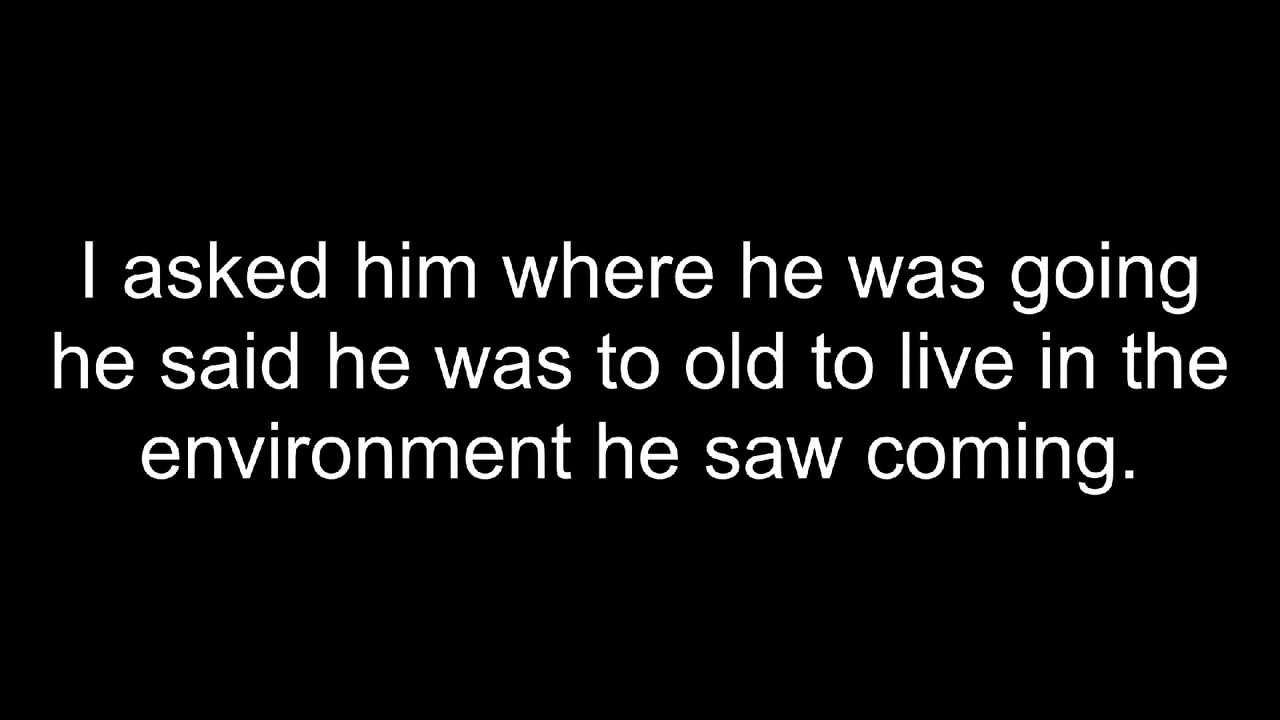 I asked him where he was going
he said he was to old to live in the
environment he saw coming.